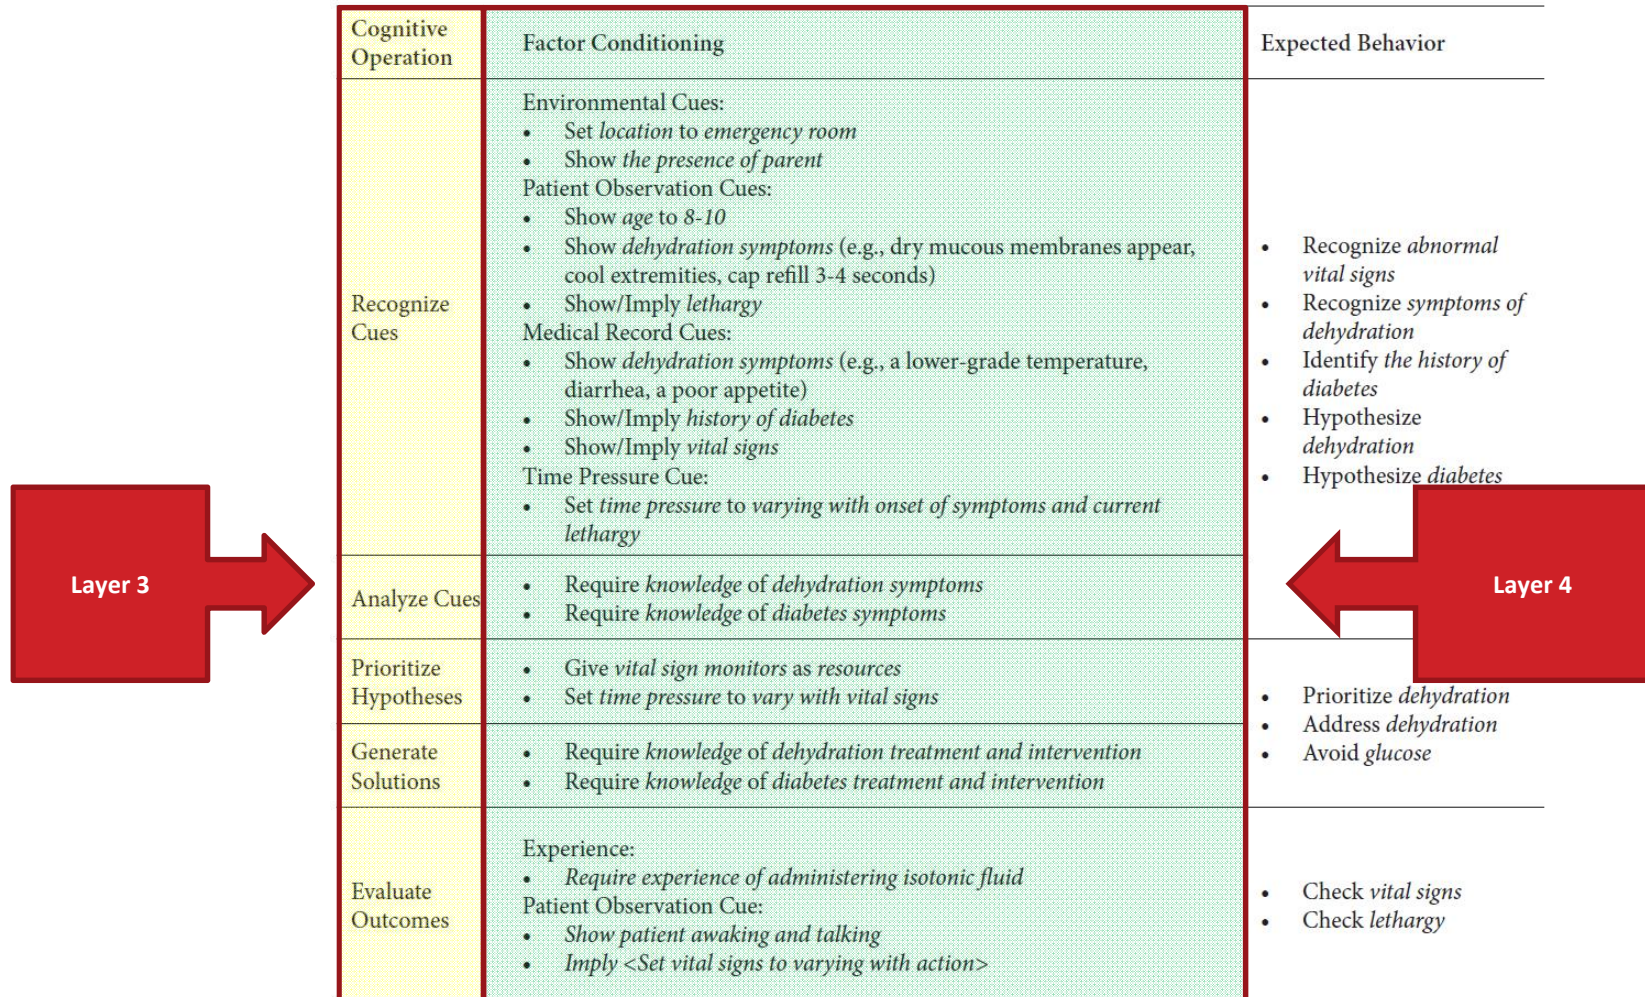 Cognitive
Operation
Factor Conditioning
Expected Behavior
Recognize
Cues
Environmental Cues:
• Set location to emergency room
• Show the presence of parent
Patient Observation Cues:
• Show age to 8-10
• Show dehydration symptoms (e.g., dry mucous membranes appear,
cool extremities, cap refill 3-4 seconds)
• Show/Imply lethargy
Medical Record Cues:
• Show dehydration symptoms (e.g., a lower-grade temperature,
diarrhea, a poor appetite)
• Show/Imply history of diabetes
• Show/Imply vital signs
Time Pressure Cue:
• Set time pressure to varying with onset of symptoms and current
lethargy
• Recognize abnormal
vital signs
• Recognize symptoms of
dehydration
• Identify the history of
diabetes
• Hypothesize
dehydration
• Hypothesize diabetes
Layer 3
Analyze Cues
• Require knowledge of dehydration symptoms
• Require knowledge of diabetes symptoms
Layer 4
Prioritize
Hypotheses
• Give vital sign monitors as resources
• Set time pressure to vary with vital signs
Generate
Solutions
• Require knowledge of dehydration treatment and intervention
• Require knowledge of diabetes treatment and intervention
• Prioritize dehydration
• Address dehydration
• Avoid glucose
Evaluate
Outcomes
Experience:
• Require experience of administering isotonic fluid
Patient Observation Cue:
• Show patient awaking and talking
• Imply <Set vital signs to varying with action>
• Check vital signs
• Check lethargy